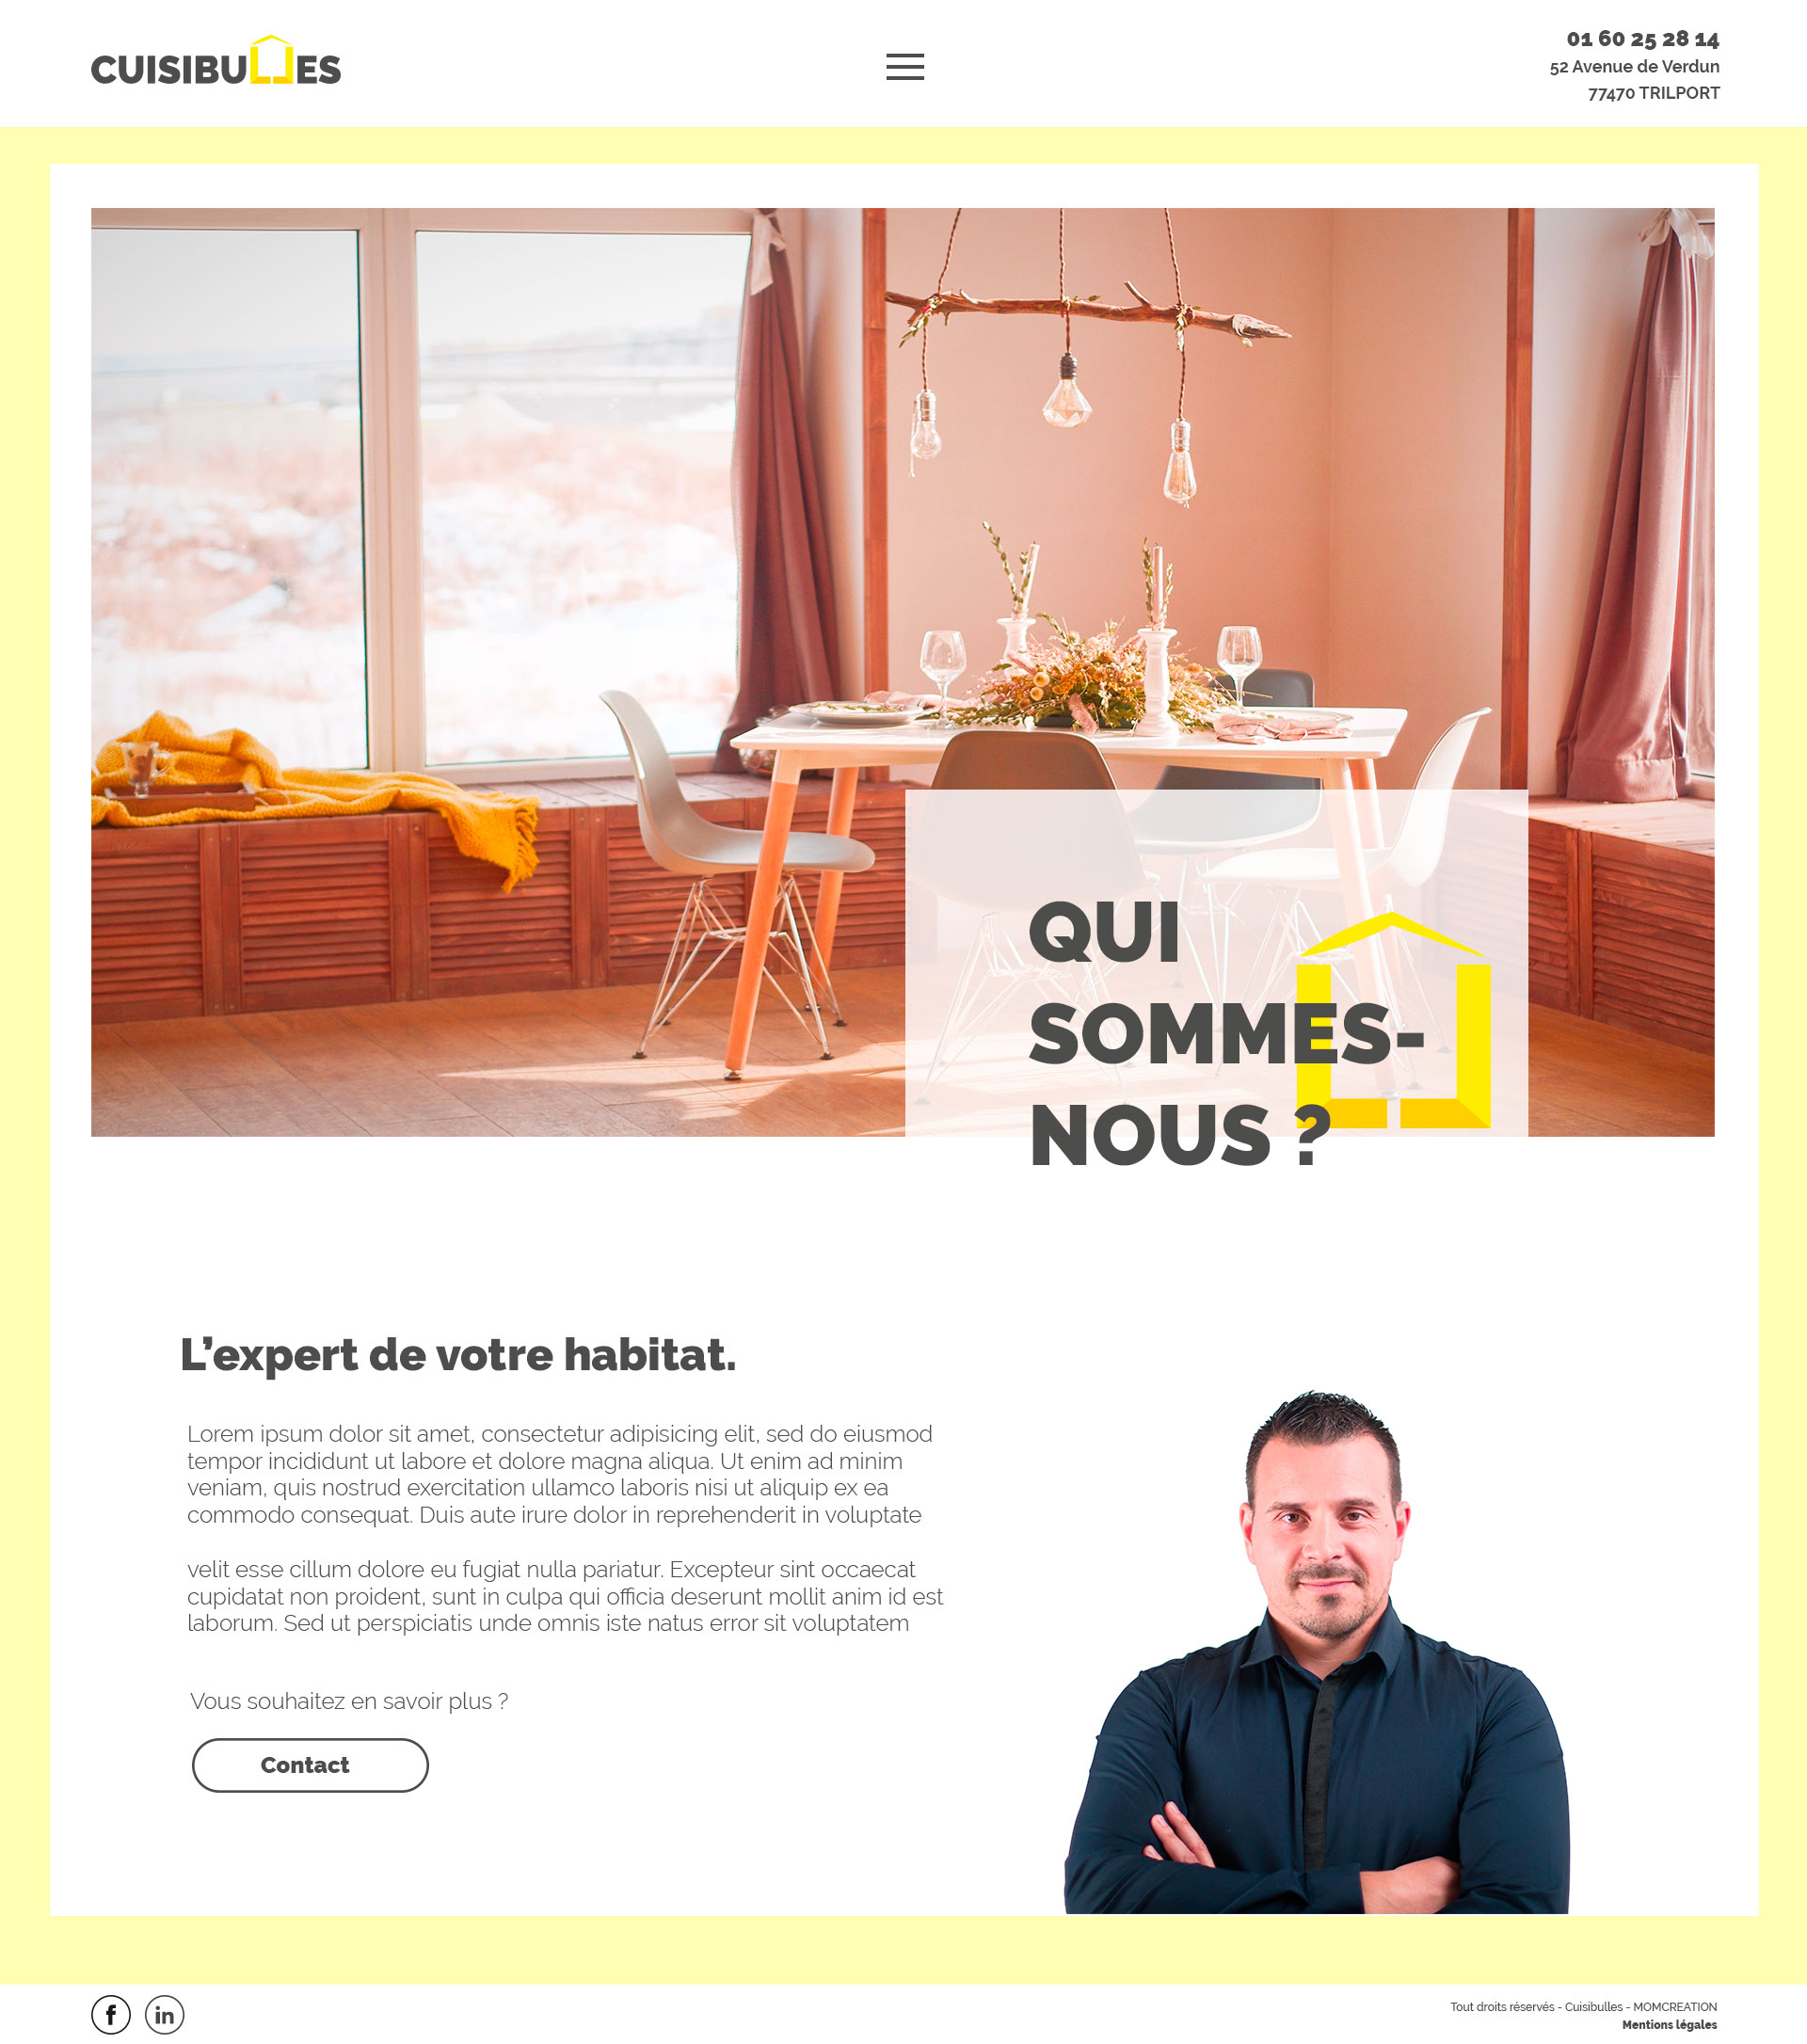 CUISIBULLES
01 60 25 28 14
52 Avenue de Verdun
77470 TRILPORT
QUI
SOMMES-
NOUS ?
L’expert de votre habitat.
Lorem ipsum dolor sit amet, consectetur adipisicing elit, sed do eiusmod
tempor incididunt ut labore et dolore magna aliqua. Ut enim ad minim
veniam, quis nostrud exercitation ullamco laboris nisi ut aliquip ex ea
commodo consequat. Duis aute irure dolor in reprehenderit in voluptate
velit esse cillum dolore eu fugiat nulla pariatur. Excepteur sint occaecat
cupidatat non proident, sunt in culpa qui officia deserunt mollit anim id est
laborum. Sed ut perspiciatis unde omnis iste natus error sit voluptatem
Vous souhaitez en savoir plus ?
Contact
f in
Tout droits réservés - Cuisibulles - MOMCREATION
Mentions légales